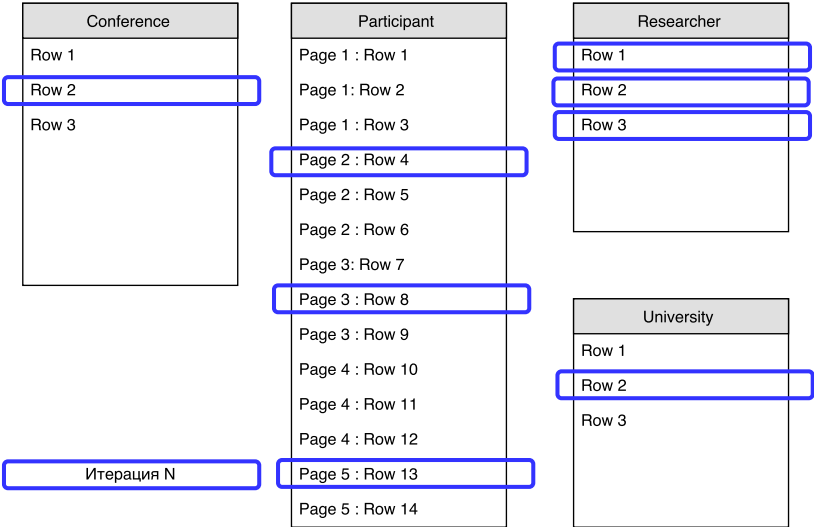 Conference
Row 1
Row 2
Row 3
Participant
Page 1 : Row 1
Page 1: Row 2
Page 1 : Row 3
Page 2 : Row 4
Page 2 : Row 5
Page 2 : Row 6
Page 3: Row 7
Page 3 : Row 8
Page 3 : Row 9
Page 4 : Row 10
Page 4 : Row 11
Page 4 : Row 12
Page 5 : Row 13
Page 5 : Row 14
Researcher
Row 1
Row 2
Row 3
University
Row 1
Row 2
Row 3
Итерация N